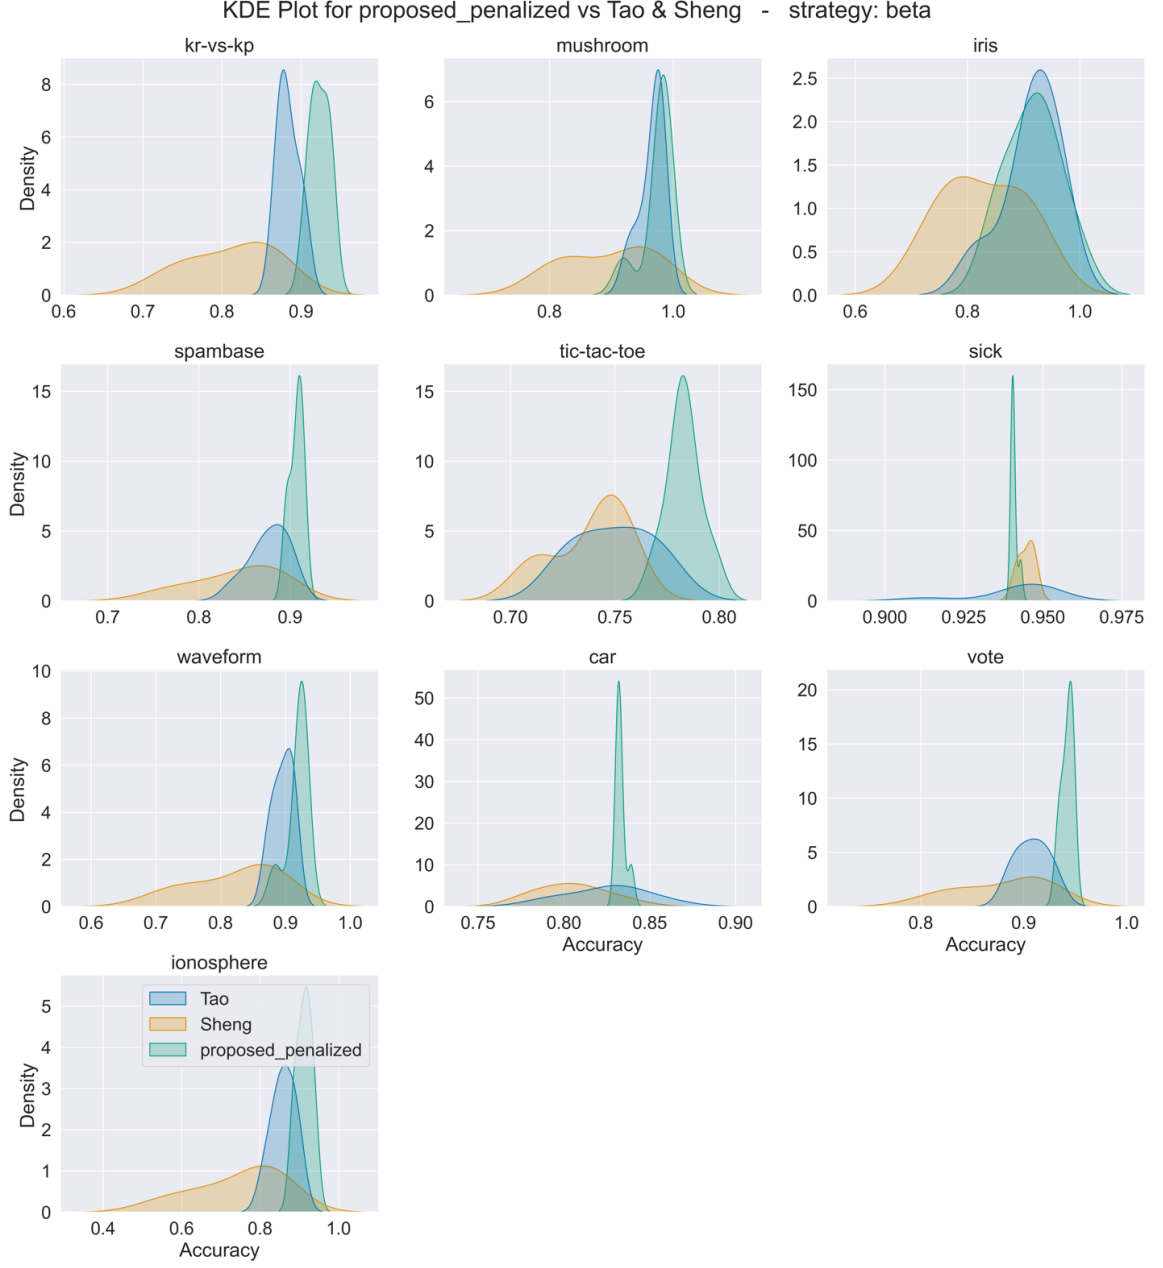 KDE Plot for proposed_penalized vs Tao & Sheng - strategy: beta
kr-vs-kp
mushroom
iris
Density
8
6
4
2
0
0.6 0.7 0.8 0.9
6
4
2
0
0.8 1.0
2.5
2.0
1.5
1.0
0.5
0.0
0.6 0.8 1.0
spambase
tic-tac-toe
sick
Density
15
10
5
0
0.7 0.8 0.9
15
10
5
0
0.70 0.75 0.80
150
100
50
0
0.900 0.925 0.950 0.975
waveform
car
vote
Density
10
8
6
4
2
0
0.6 0.7 0.8 0.9 1.0
50
40
30
20
10
0
0.75 0.80 0.85 0.90
Accuracy
20
15
10
5
0
0.8 0.9 1.0
Accuracy
ionosphere
Density
5
4
3
2
1
0
Tao
Sheng
proposed_penalized
0.4 0.6 0.8 1.0
Accuracy